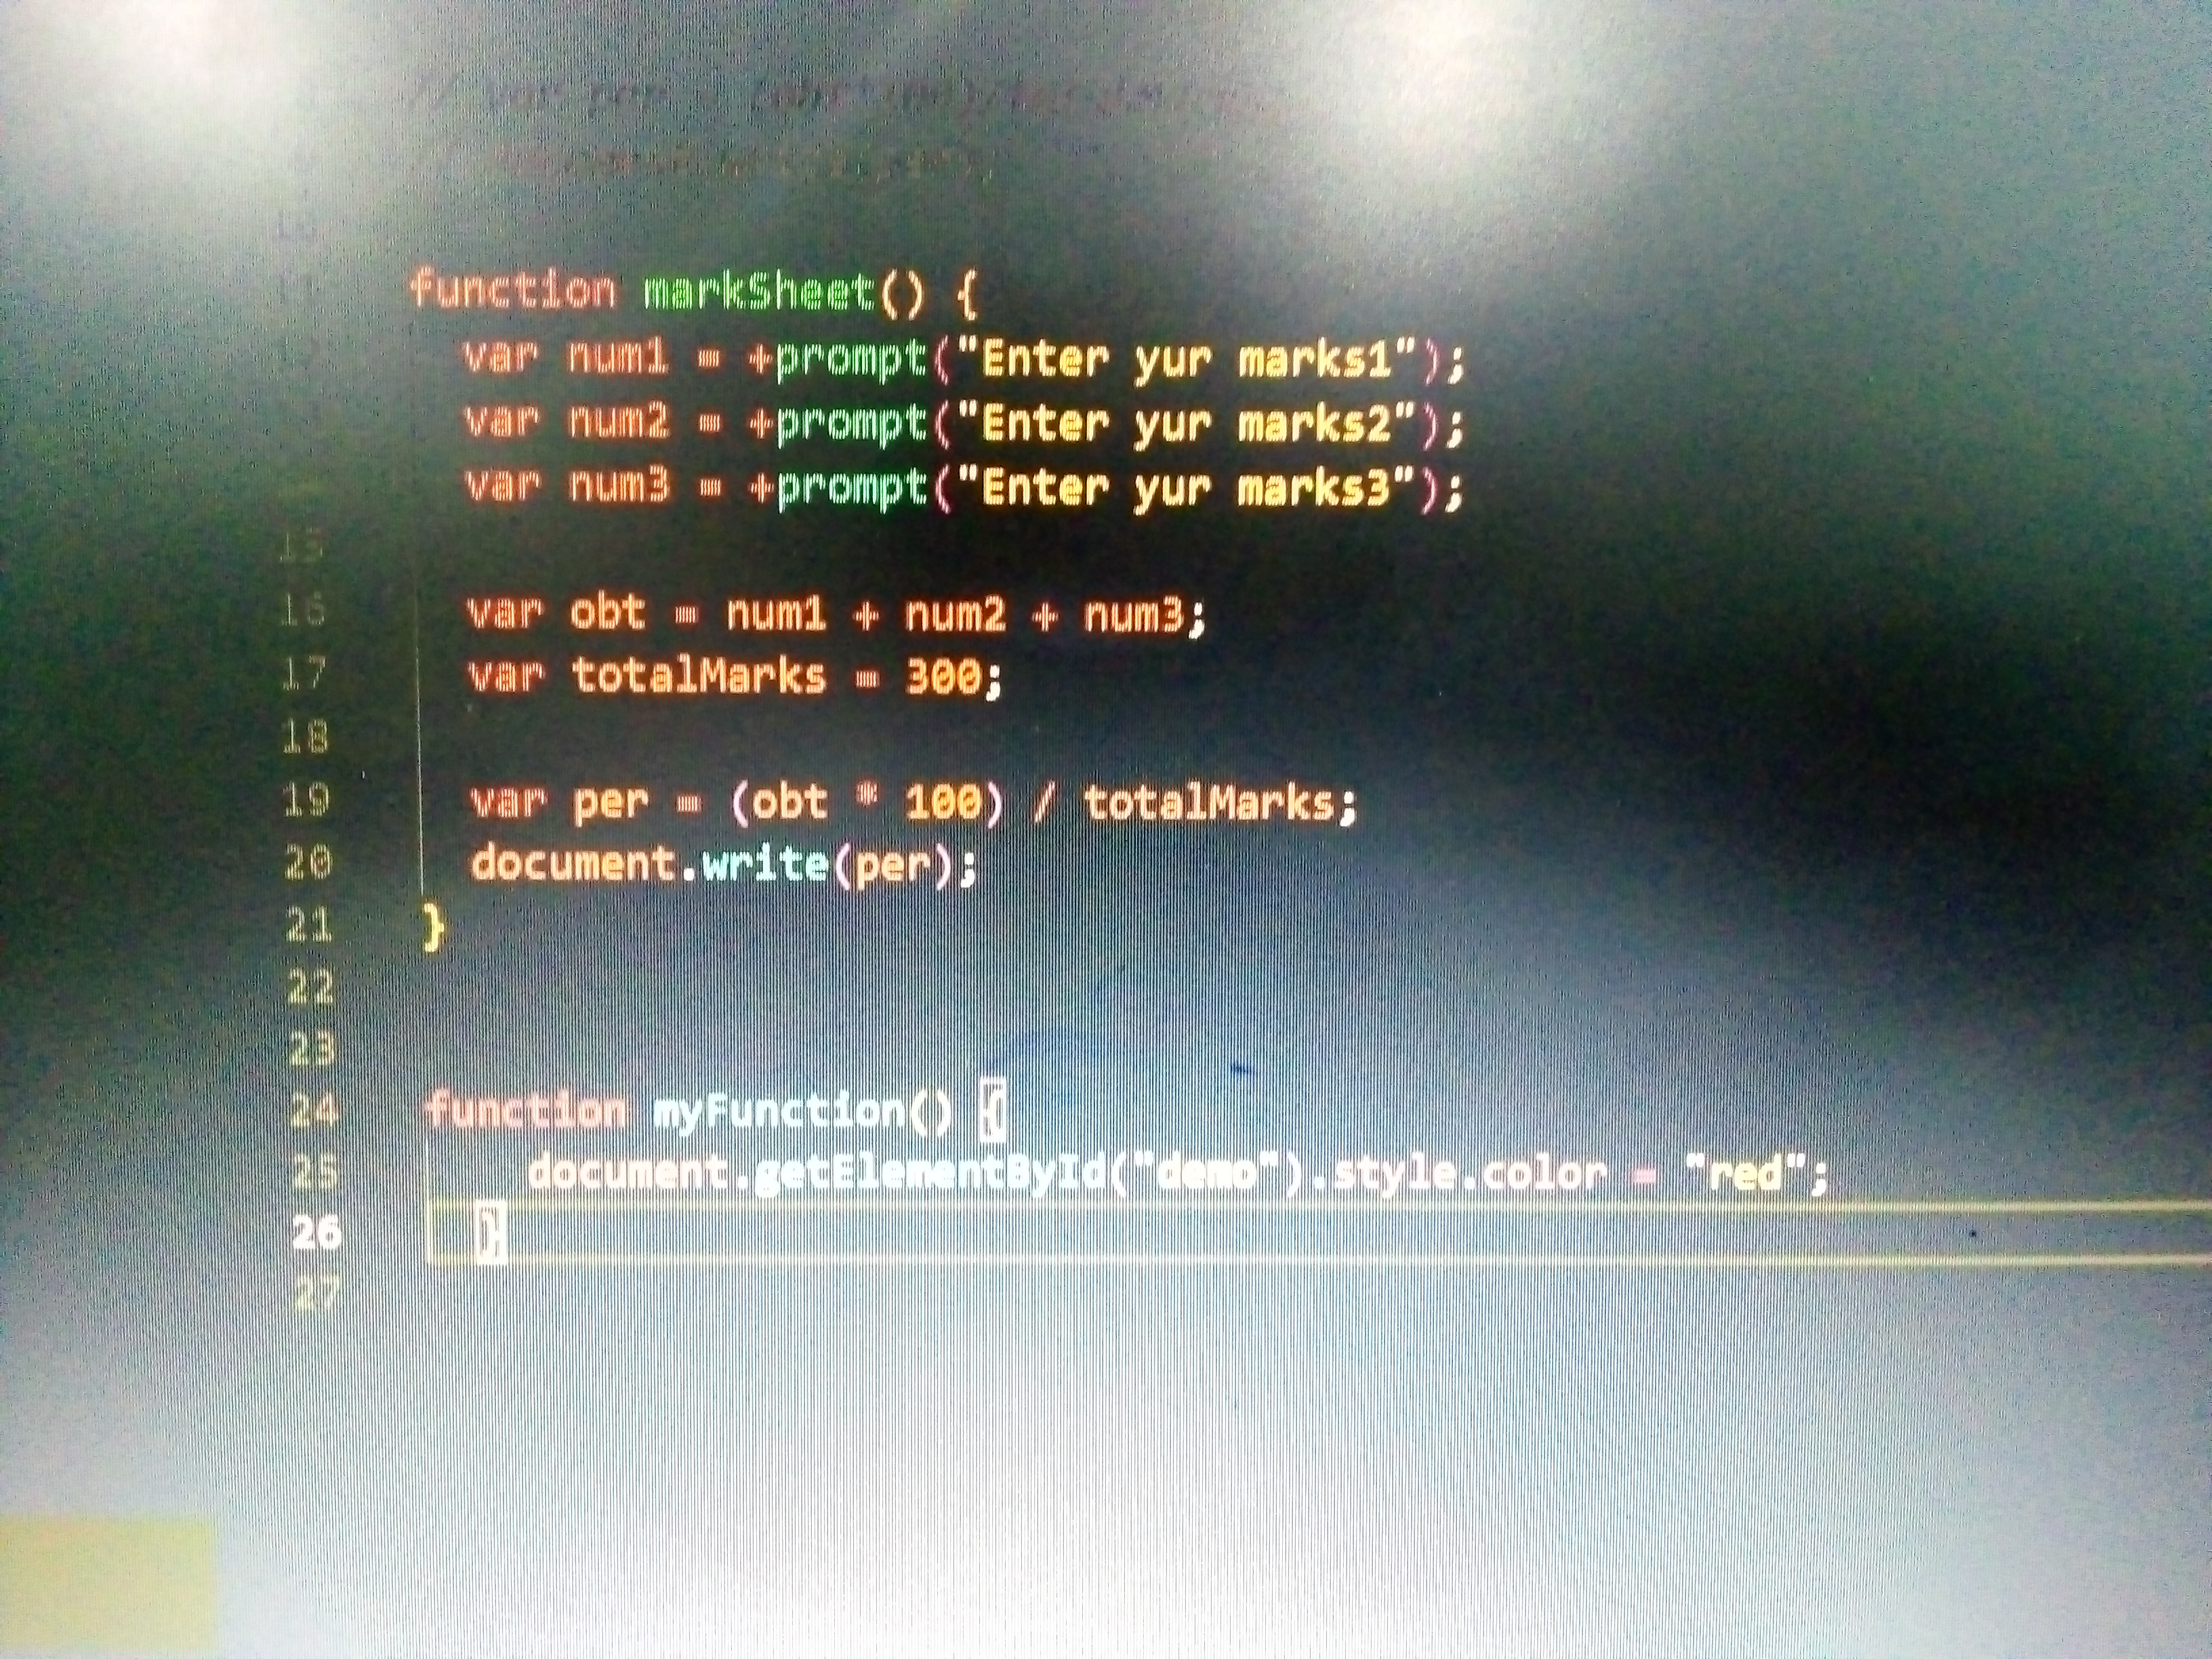 function markSheet() {
var num1 = +prompt("Enter yur marks1");
var num2 = +prompt("Enter yur marks2");
var num3 = +prompt("Enter yur marks3");
15
16 var obt = num1 + num2 + num3;
17 var totalMarks = 300;
18
19 var per = (obt * 100) / totalMarks;
20 document.write(per);
21 }
22
23
24 function myFunction() {
25 document.getElementById("demo").style.color = "red";
26 }
27